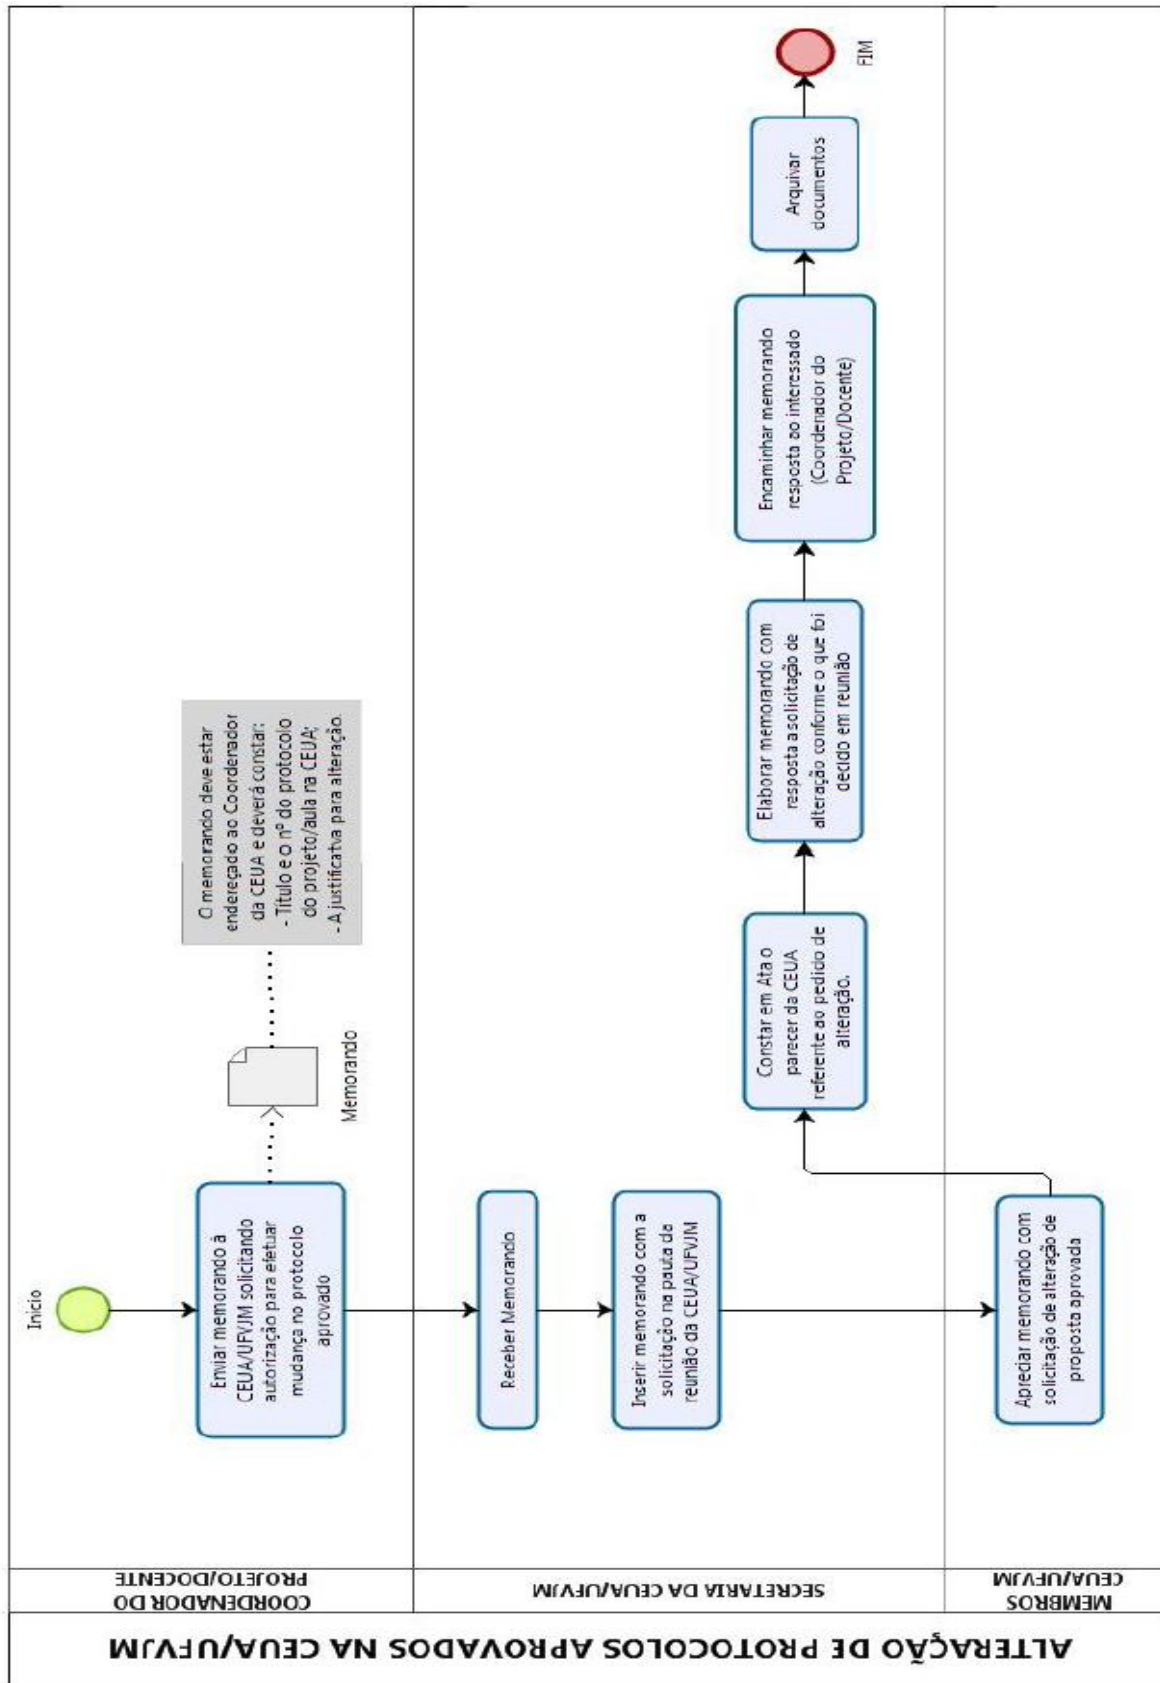 ALTERAÇÃO DE PROTOCOLOS APROVADOS NA CEUA/UFVJM
COORDENADOR DO
PROJETO/DOCENTE
Inicio
Enviar memorando à
CEUA/UFVJM solicitando
autorização para efetuar
mudança no protocolo
aprovado
Memorando
O memorando deve estar
endereçado ao Coordenador
da CEUA e deverá constar:
- Título e o nº do protocolo
do projeto/aula na CEUA;
- A justificatva para alteração.
SECRETARIA DA CEUA/UFVJM
Receber Memorando
Inserir memorando com a
solicitação na pauta da
reunião da CEUA/UFVJM
Constar em Ata o
parecer da CEUA
referente ao pedido de
alteração.
Elaborar memorando com
resposta a solicitação de
alteração conforme o que foi
decido em reunião
Encaminhar memorando
resposta ao interessado
(Coordenador do
Projeto/Docente)
Arquivar
documentos
FIM
MEMBROS
CEUA/UFVJM
Apreciar memorando com
solicitação de alteração de
proposta aprovada